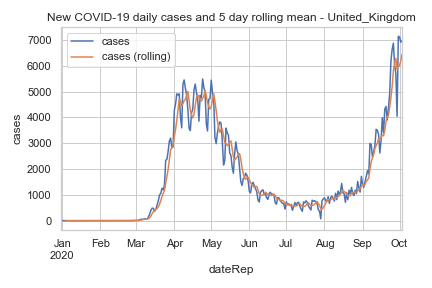 New COVID-19 daily cases and 5 day rolling mean - United_Kingdom
cases
cases (rolling)
7000
6000
5000
4000
3000
2000
1000
0
cases
Jan Feb Mar Apr May Jun Jul Aug Sep Oct
2020
dateRep